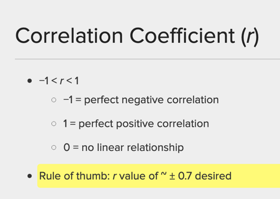 Correlation Coefficient (r)
• −1 < r < 1
○ −1 = perfect negative correlation
○ 1 = perfect positive correlation
○ 0 = no linear relationship
• Rule of thumb: r value of ~ ± 0.7 desired